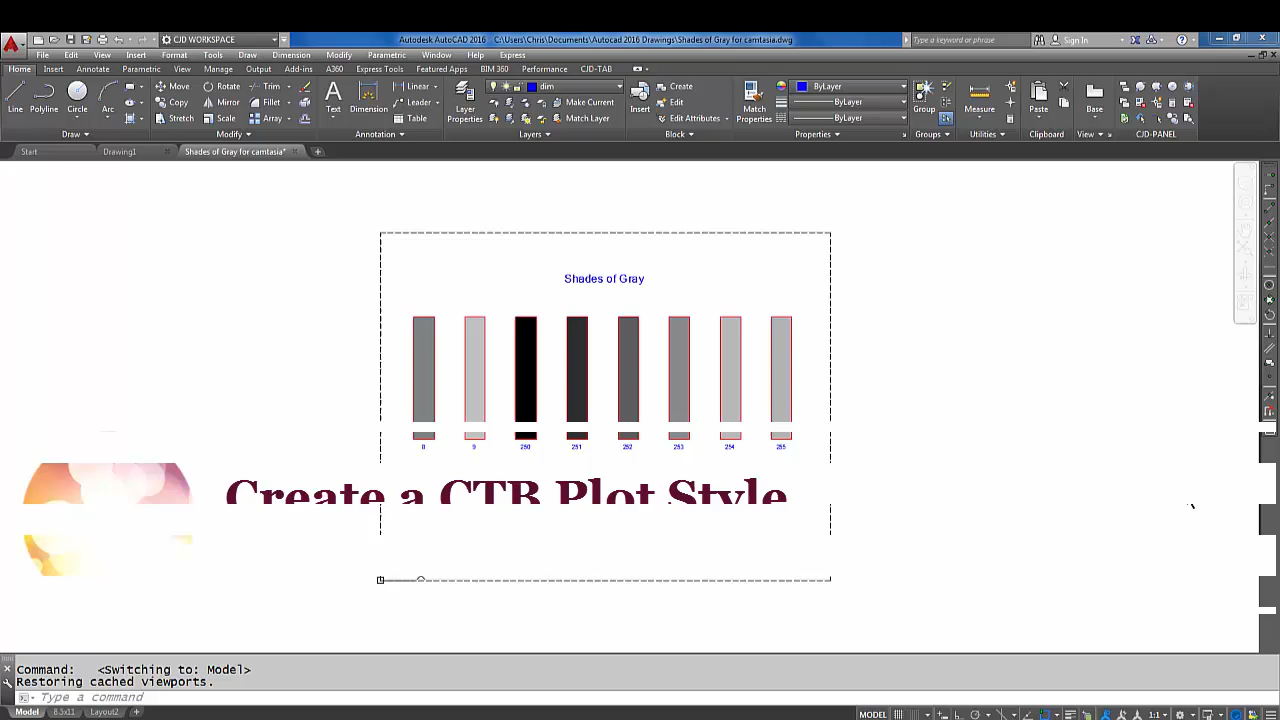 CJD WORKSPACE
Autodesk AutoCAD 2016 C:\Users\Chris\Documents\Autocad 2016 Drawings\Shades of Gray for camtasia.dwg
Type a keyword or phrase
Sign In
File Edit View Insert Format Tools Draw Dimension Modify Parametric Window Help Express
Home Insert Annotate Parametric View Manage Output Add-ins A360 Express Tools Featured Apps BIM 360 Performance CJD-TAB
Line Polyline Circle Arc
Move Rotate Trim
Copy Mirror Fillet
Stretch Scale Array
Text Dimension
Linear
Leader
Table
Layer Properties
dim
Make Current
Match Layer
Insert
Create
Edit
Edit Attributes
Match Properties
ByLayer
ByLayer
ByLayer
Group
Measure
Paste
Base
Draw Modify Annotation Layers Block Properties Groups Utilities Clipboard View CJD-PANEL
Start Drawing1 Shades of Gray for camtasia*
Shades of Gray
8 9 250 251 252 253 254 255
Create a CTB Plot Style
Command: <Switching to: Model>
Restoring cached viewports.
Type a command
Model 8.5x11 Layout2
MODEL 1:1